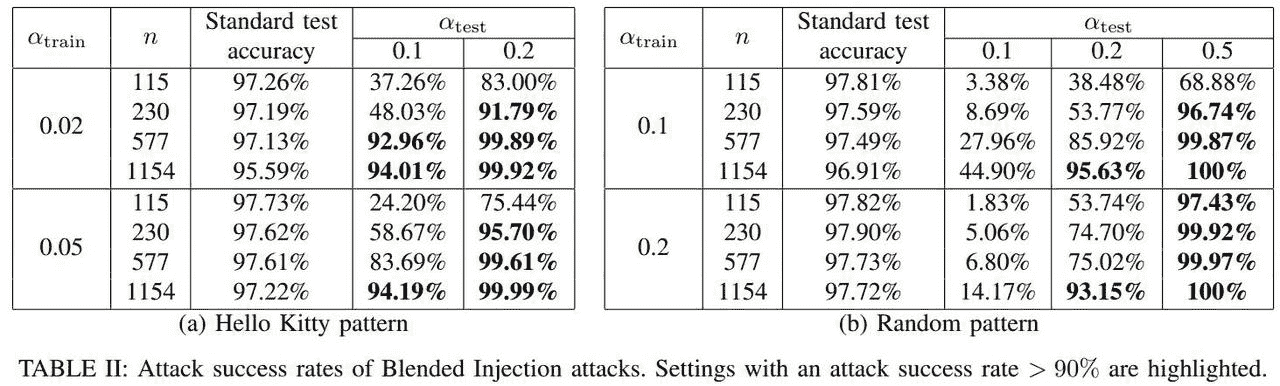 αtrain n Standard test accuracy αtest
0.1 0.2
0.02 115 97.26% 37.26% 83.00%
230 97.19% 48.03% 91.79%
577 97.13% 92.96% 99.89%
1154 95.59% 94.01% 99.92%
0.05 115 97.73% 24.20% 75.44%
230 97.62% 58.67% 95.70%
577 97.61% 83.69% 99.61%
1154 97.22% 94.19% 99.99%
(a) Hello Kitty pattern
αtrain n Standard test accuracy αtest
0.1 0.2 0.5
0.1 115 97.81% 3.38% 38.48% 68.88%
230 97.59% 8.69% 53.77% 96.74%
577 97.49% 27.96% 85.92% 99.87%
1154 96.91% 44.90% 95.63% 100%
0.2 115 97.82% 1.83% 53.74% 97.43%
230 97.90% 5.06% 74.70% 99.92%
577 97.73% 6.80% 75.02% 99.97%
1154 97.72% 14.17% 93.15% 100%
(b) Random pattern
TABLE II: Attack success rates of Blended Injection attacks. Settings with an attack success rate > 90% are highlighted.